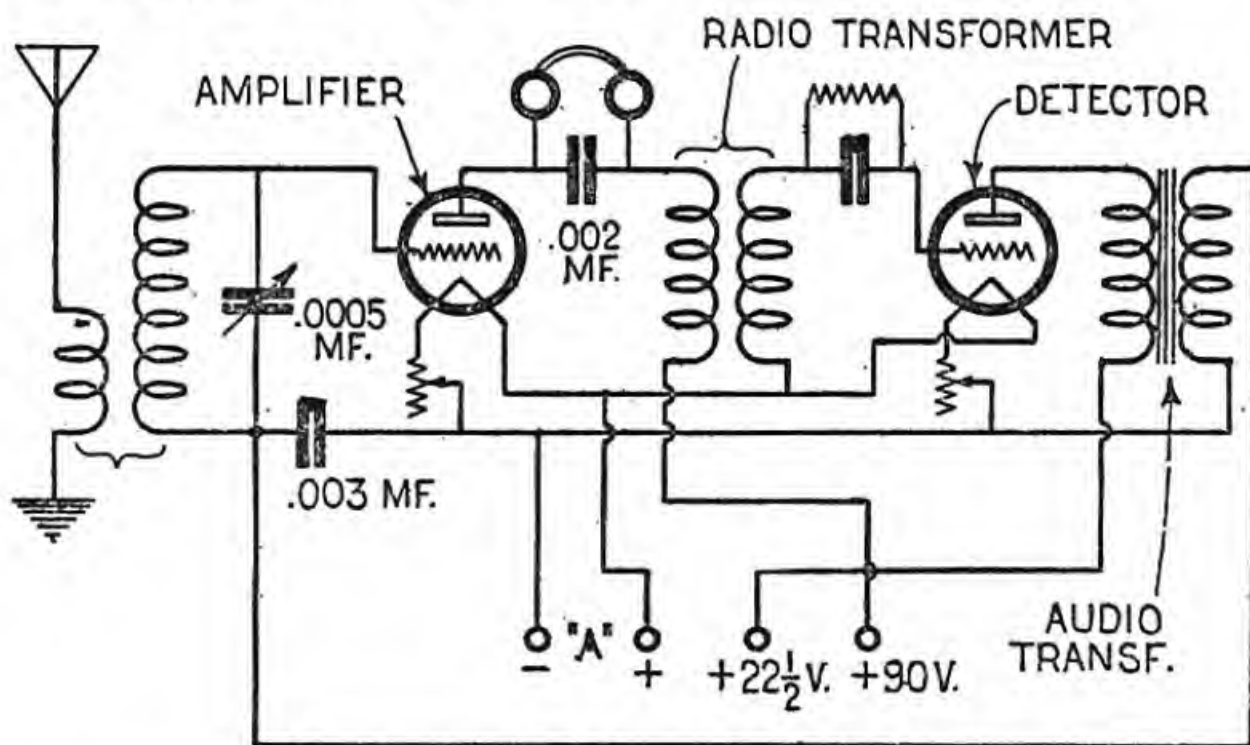 RADIO TRANSFORMER
AMPLIFIER
DETECTOR
.002
MF.
.0005
MF.
.003 MF.
- "A" +
+22½V.
+90V.
AUDIO
TRANSF.